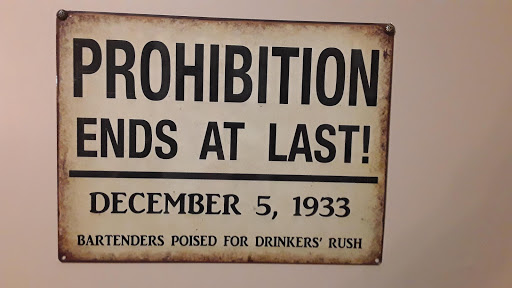 PROHIBITION
ENDS AT LAST!
DECEMBER 5, 1933
BARTENDERS POISED FOR DRINKERS' RUSH